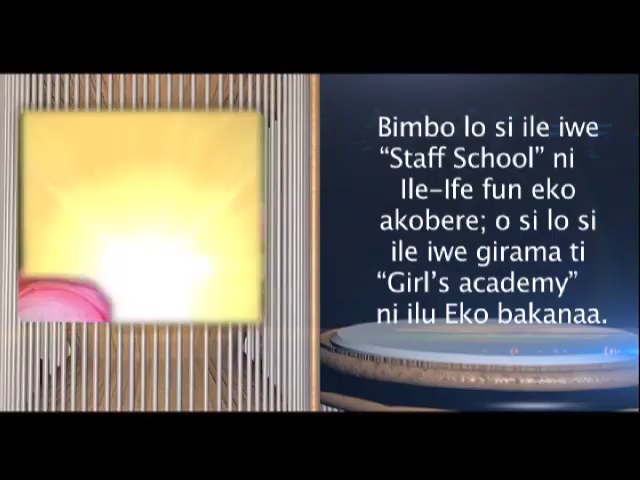 Bimbo lo si ile iwe
“Staff School” ni
Ile-Ife fun eko
akobere; o si lo si
ile iwe girama ti
“Girl’s academy”
ni ilu Eko bakanaa.